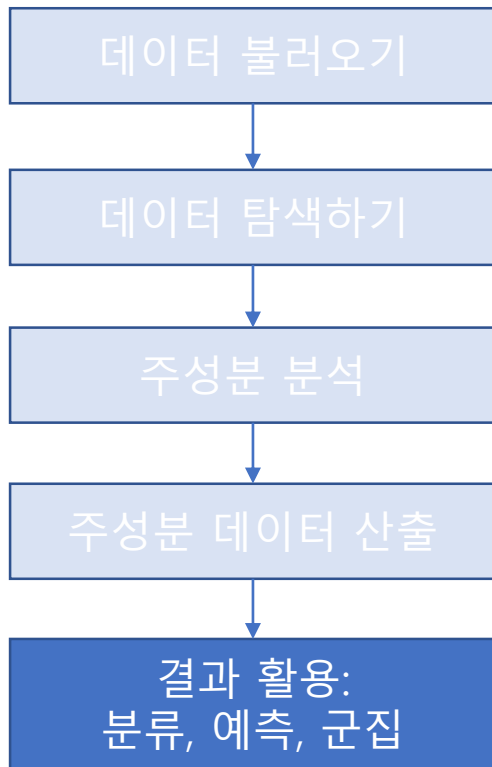 데이터 불러오기
데이터 탐색하기
주성분 분석
주성분 데이터 산출
결과 활용:
분류, 예측, 군집